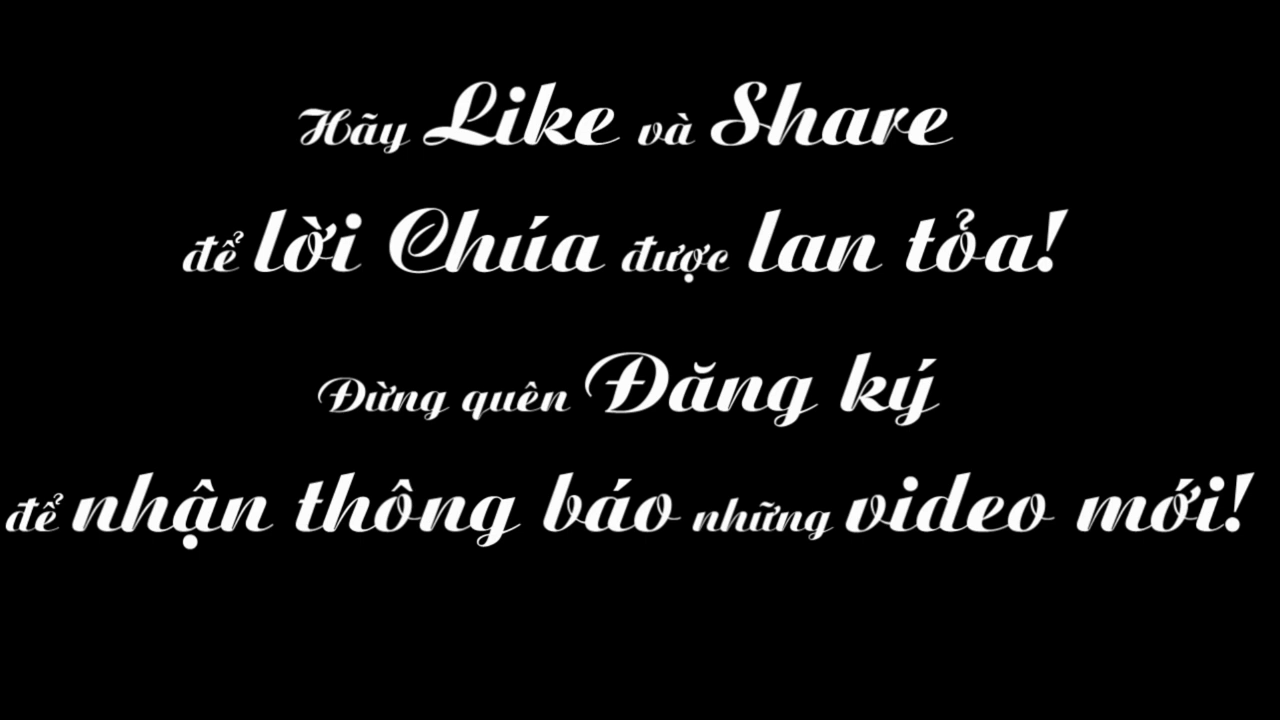 Hãy Like và Share
để lời Chúa được lan tỏa!
Đừng quên Đăng ký
để nhận thông báo những video mới!